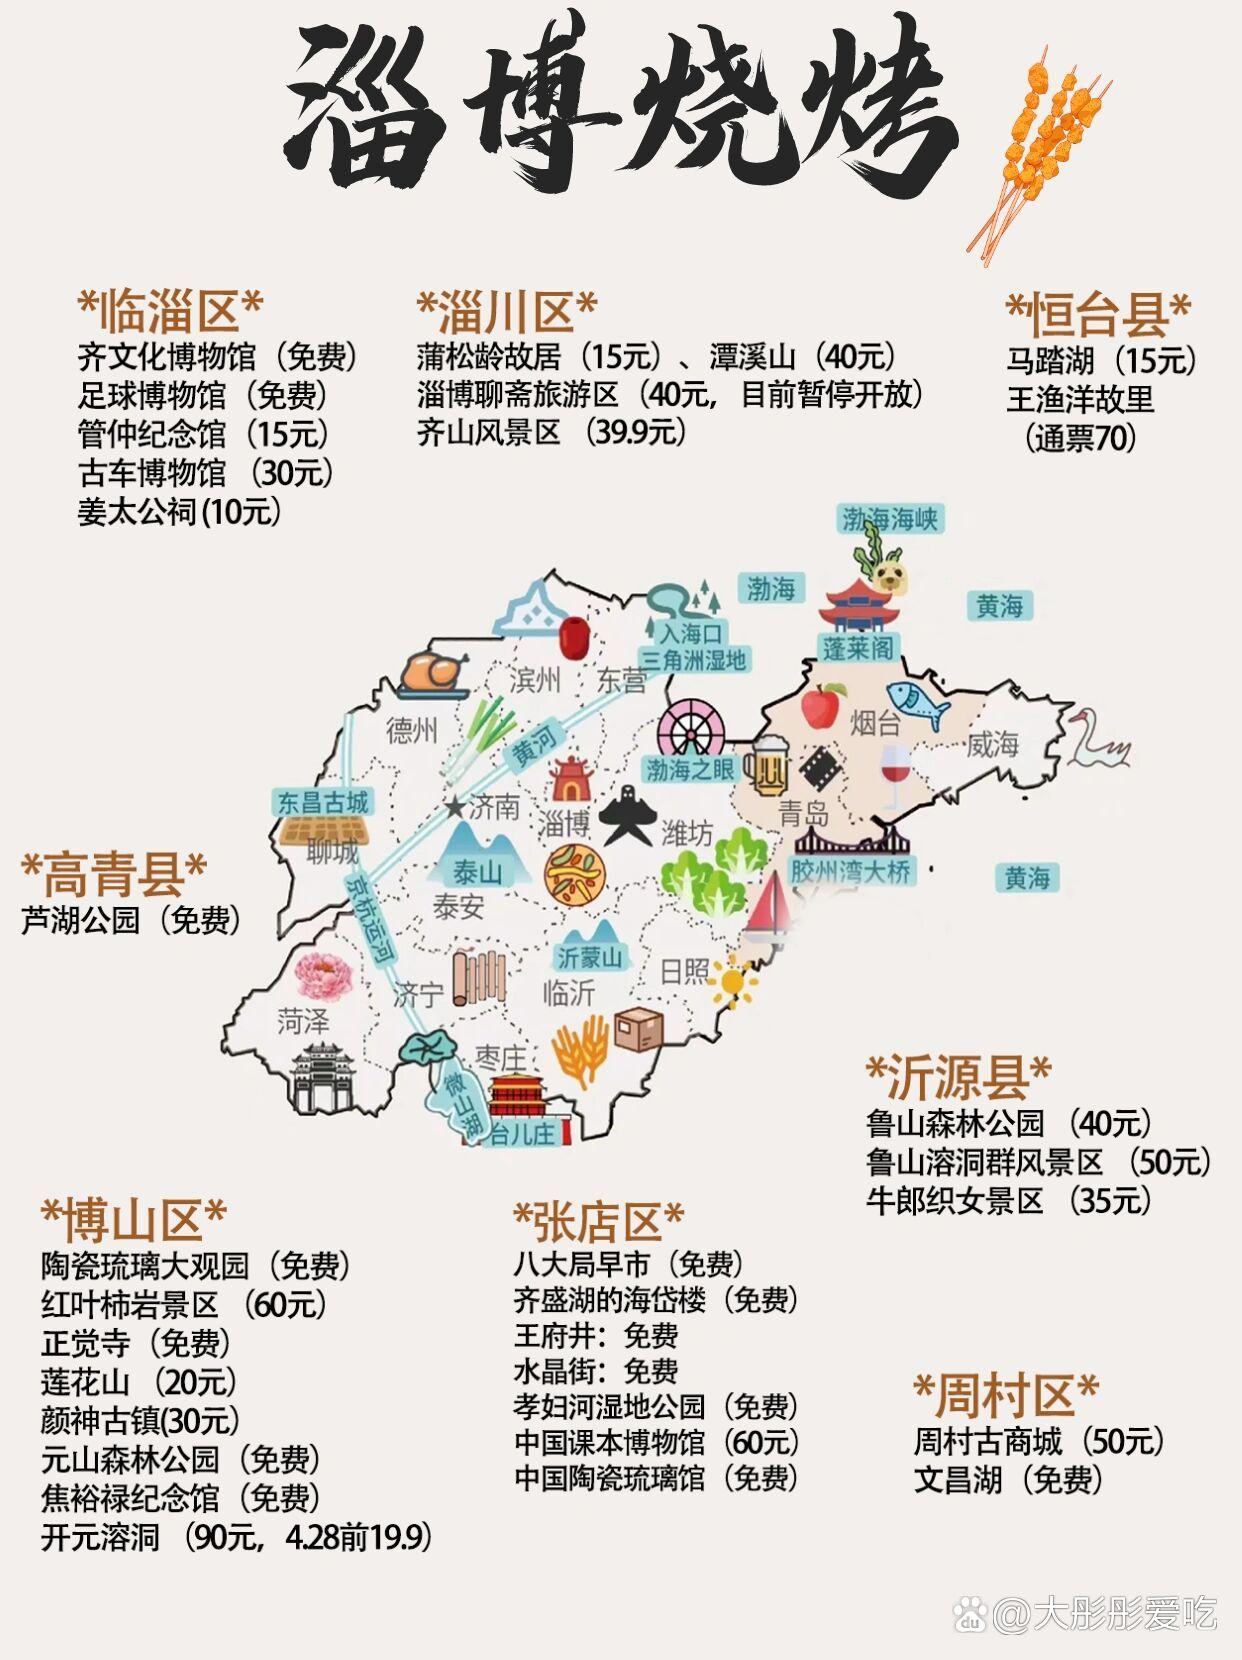 淄博烧烤
*临淄区*
齐文化博物馆（免费）
足球博物馆（免费）
管仲纪念馆（15元）
古车博物馆（30元）
姜太公祠(10元）
*淄川区*
蒲松龄故居（15元）、潭溪山（40元）
淄博聊斋旅游区（40元，目前暂停开放）
齐山风景区（39.9元）
*恒台县*
马踏湖（15元）
王渔洋故里
（通票70）
渤海海峡
渤海
黄海
蓬莱阁
入海口
三角洲湿地
滨州
东营
德州
烟台
威海
黄河
渤海之眼
东昌古城
济南
淄博
潍坊
青岛
聊城
泰山
胶州湾大桥
黄海
泰安
京杭运河
沂蒙山
日照
济宁
临沂
菏泽
枣庄
微山湖
台儿庄
*高青县*
芦湖公园（免费）
*沂源县*
鲁山森林公园（40元）
鲁山溶洞群风景区（50元）
牛郎织女景区（35元）
*博山区*
陶瓷琉璃大观园（免费）
红叶柿岩景区（60元）
正觉寺（免费）
莲花山（20元）
颜神古镇(30元）
元山森林公园（免费）
焦裕禄纪念馆（免费）
开元溶洞（90元，4.28前19.9）
*张店区*
八大局早市（免费）
齐盛湖的海岱楼（免费）
王府井：免费
水晶街：免费
孝妇河湿地公园（免费）
中国课本博物馆（60元）
中国陶瓷琉璃馆（免费）
*周村区*
周村古商城（50元）
文昌湖（免费）
du @大彤彤爱吃